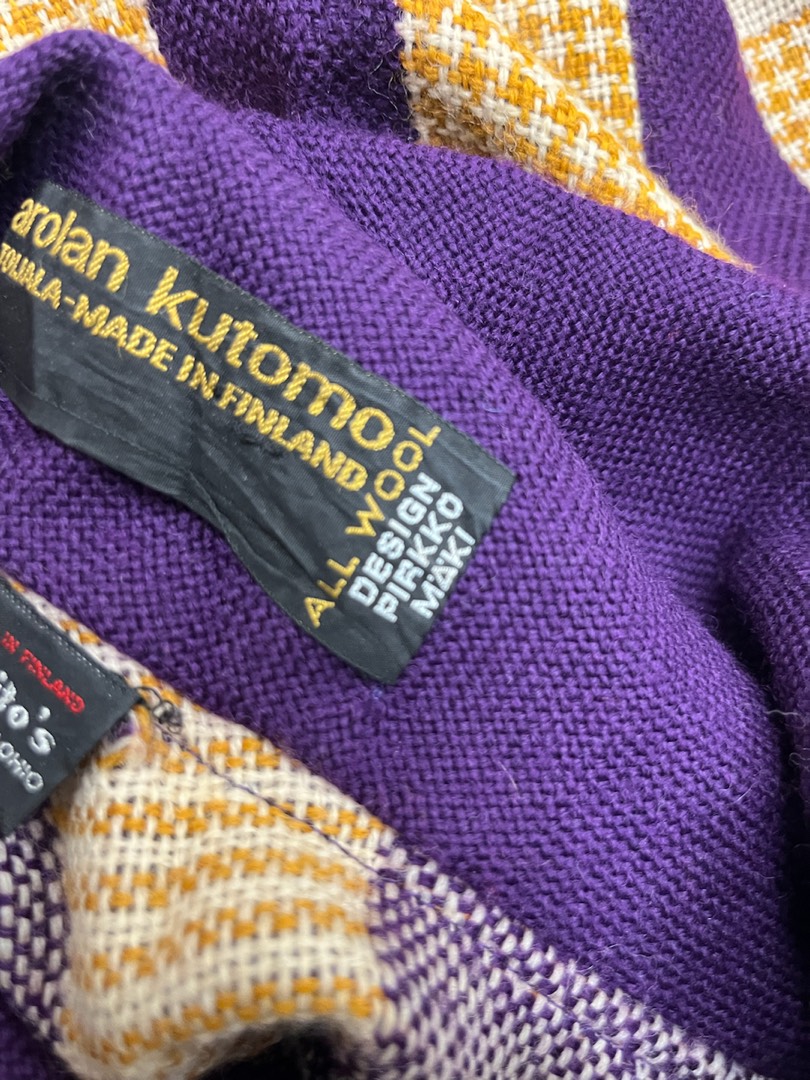 arolan kutomo
TOIJALA-MADE IN FINLAND
ALL WOOL
DESIGN
PIRKKO
MÄKI
IN FINLAND